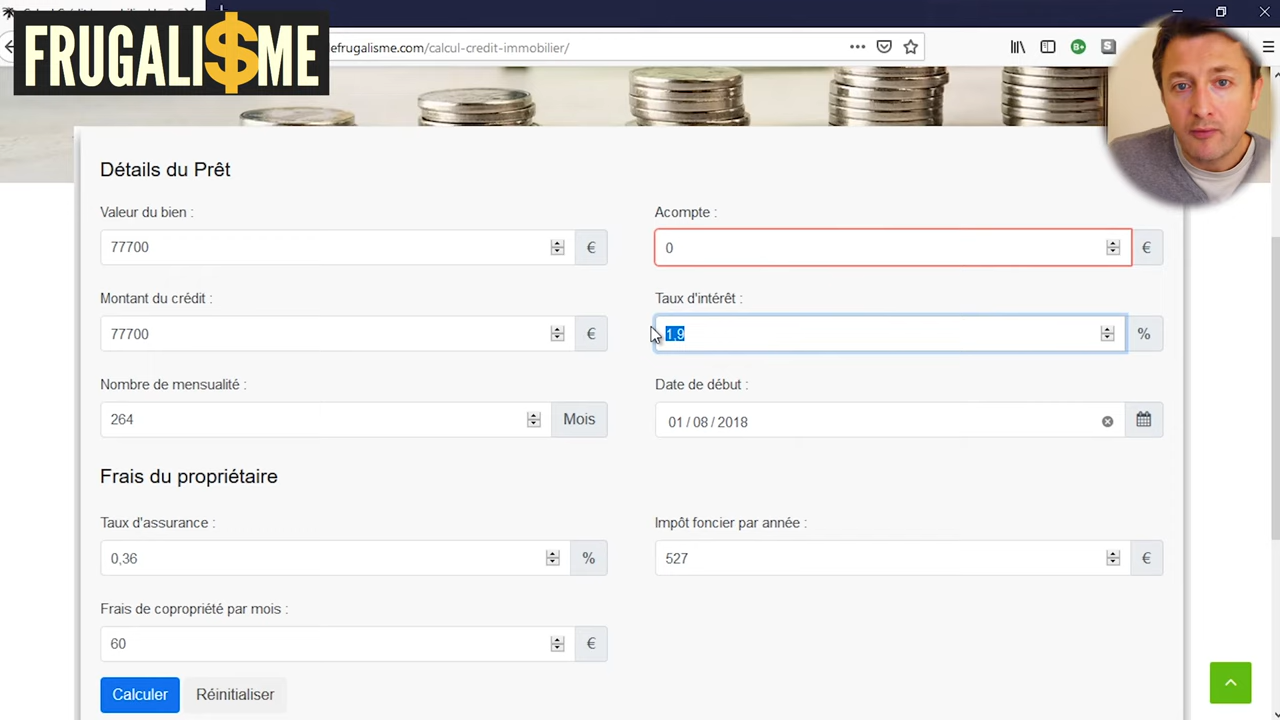 FRUGALI$ME
efrugalisme.com/calcul-credit-immobilier/
Détails du Prêt
Valeur du bien :
Acompte :
77700 €
0 €
Montant du crédit :
Taux d'intérêt :
77700 €
1,9 %
Nombre de mensualité :
Date de début :
264 Mois
01 / 08 / 2018
Frais du propriétaire
Taux d'assurance :
Impôt foncier par année :
0,36 %
527 €
Frais de copropriété par mois :
60 €
Calculer Réinitialiser